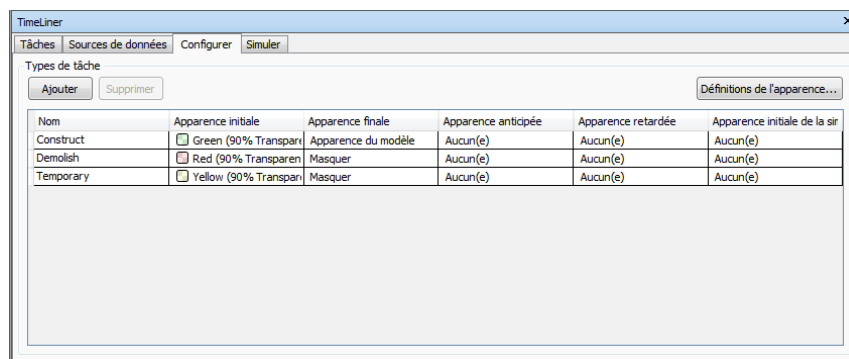 TimeLiner
Tâches Sources de données Configurer Simuler
Types de tâche
Ajouter Supprimer Définitions de l'apparence...
Nom Apparence initiale Apparence finale Apparence anticipée Apparence retardée Apparence initiale de la sir
Construct Green (90% Transpare Apparence du modèle Aucun(e) Aucun(e) Aucun(e)
Demolish Red (90% Transparen Masquer Aucun(e) Aucun(e) Aucun(e)
Temporary Yellow (90% Transpar Masquer Aucun(e) Aucun(e) Aucun(e)